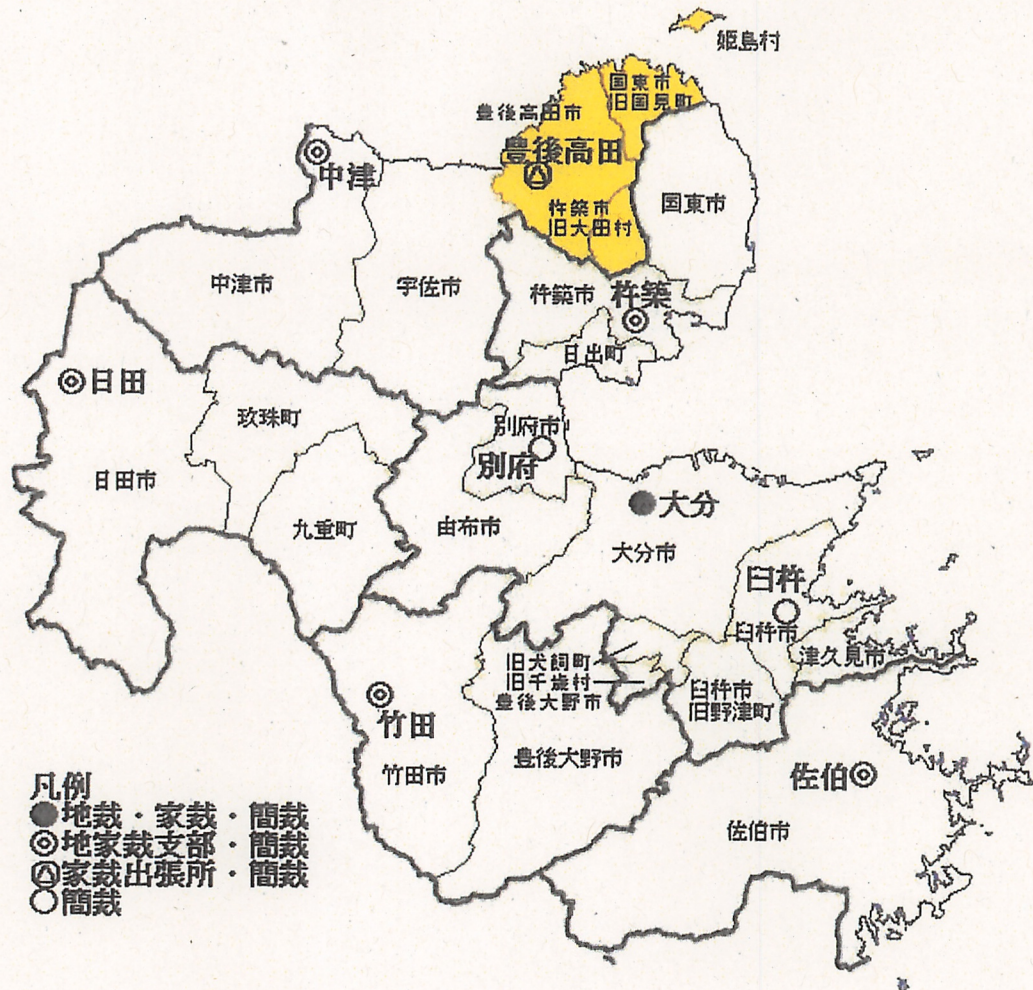 姫島村
国東市
旧国見町
豊後高田市
豊後高田
中津
杵築市
旧大田村
国東市
中津市
宇佐市
杵築市
杵築
日出町
日田
玖珠町
別府市
別府
日田市
九重町
由布市
大分
大分市
臼杵
臼杵市
津久見市
旧犬飼町
旧千歳村
豊後大野市
臼杵市
旧野津町
竹田
竹田市
豊後大野市
佐伯
佐伯市
凡例
地裁・家裁・簡裁
地家裁支部・簡裁
家裁出張所・簡裁
簡裁